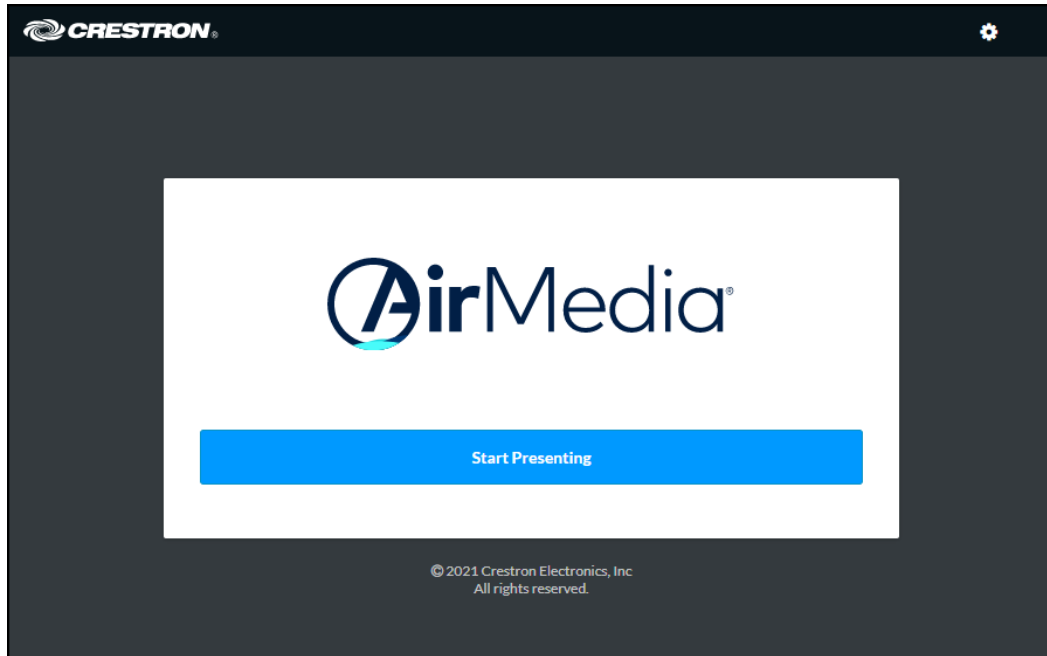 CRESTRON®
AirMedia®
Start Presenting
© 2021 Crestron Electronics, Inc
All rights reserved.